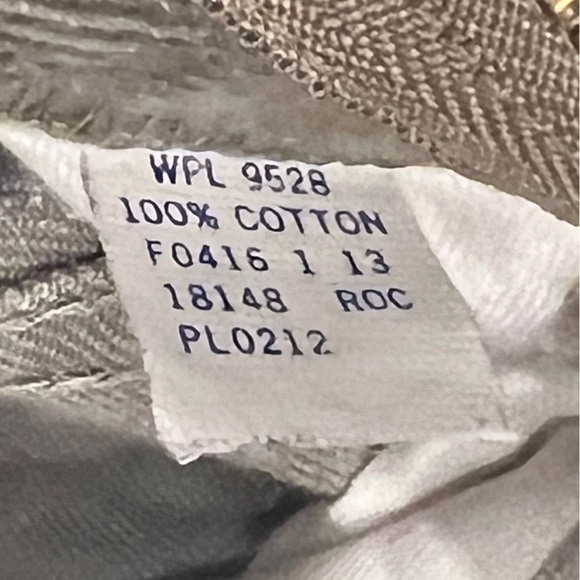 WPL 9528
100% COTTON
F0416 1 13
18148 ROC
PL0212